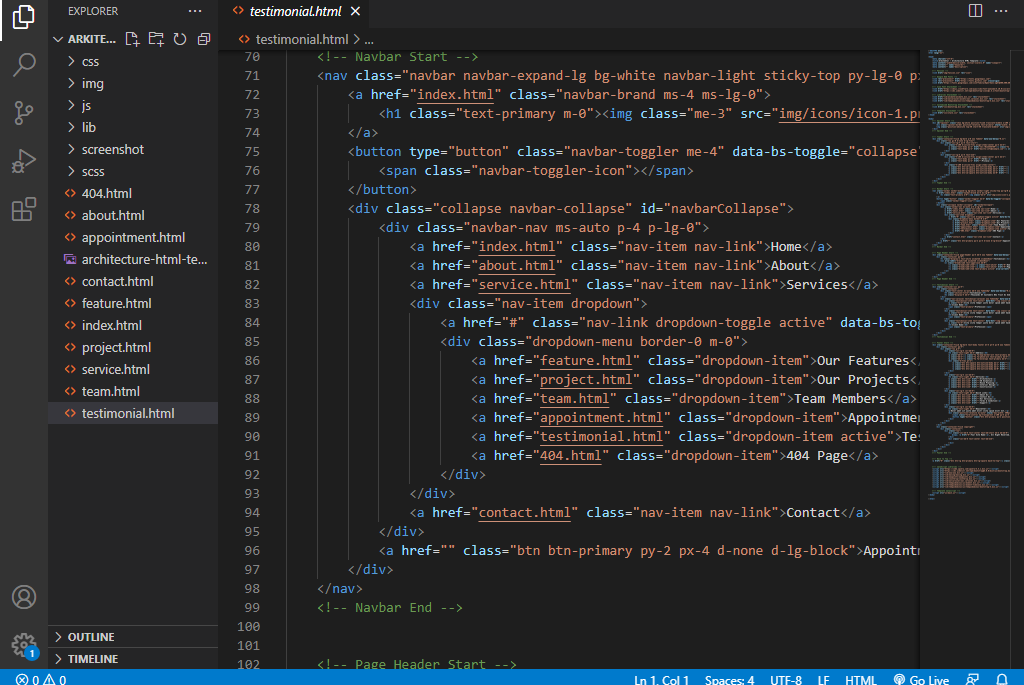 EXPLORER
ARKITE...
css
img
js
lib
screenshot
scss
404.html
about.html
appointment.html
architecture-html-te...
contact.html
feature.html
index.html
project.html
service.html
team.html
testimonial.html
OUTLINE
TIMELINE
testimonial.html
testimonial.html > ...
70 <!-- Navbar Start -->
71 <nav class="navbar navbar-expand-lg bg-white navbar-light sticky-top py-lg-0 px
72 <a href="index.html" class="navbar-brand ms-4 ms-lg-0">
73 <h1 class="text-primary m-0"><img class="me-3" src="img/icons/icon-1.pn
74 </a>
75 <button type="button" class="navbar-toggler me-4" data-bs-toggle="collapse"
76 <span class="navbar-toggler-icon"></span>
77 </button>
78 <div class="collapse navbar-collapse" id="navbarCollapse">
79 <div class="navbar-nav ms-auto p-4 p-lg-0">
80 <a href="index.html" class="nav-item nav-link">Home</a>
81 <a href="about.html" class="nav-item nav-link">About</a>
82 <a href="service.html" class="nav-item nav-link">Services</a>
83 <div class="nav-item dropdown">
84 <a href="#" class="nav-link dropdown-toggle active" data-bs-tog
85 <div class="dropdown-menu border-0 m-0">
86 <a href="feature.html" class="dropdown-item">Our Features</
87 <a href="project.html" class="dropdown-item">Our Projects</
88 <a href="team.html" class="dropdown-item">Team Members</a>
89 <a href="appointment.html" class="dropdown-item">Appointmen
90 <a href="testimonial.html" class="dropdown-item active">Tes
91 <a href="404.html" class="dropdown-item">404 Page</a>
92 </div>
93 </div>
94 <a href="contact.html" class="nav-item nav-link">Contact</a>
95 </div>
96 <a href="" class="btn btn-primary py-2 px-4 d-none d-lg-block">Appointm
97 </div>
98 </nav>
99 <!-- Navbar End -->
100
101
102 <!-- Page Header Start -->
1
0 0
Ln 1, Col 1 Spaces: 4 UTF-8 LF HTML Go Live